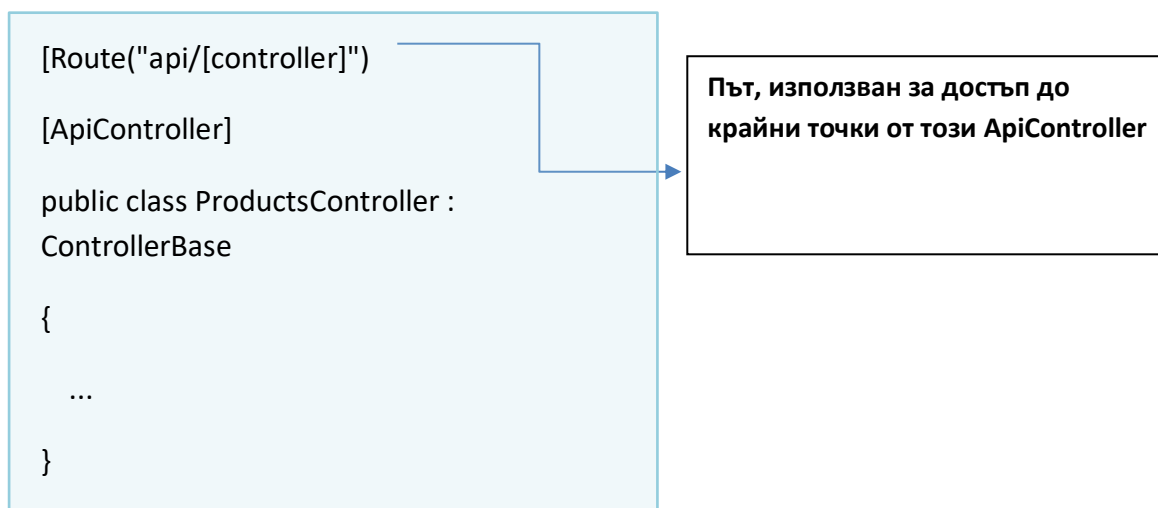 [Route("api/[controller]")
[ApiController]
public class ProductsController :
ControllerBase
{
...
}
Път, използван за достъп до
крайни точки от този ApiController